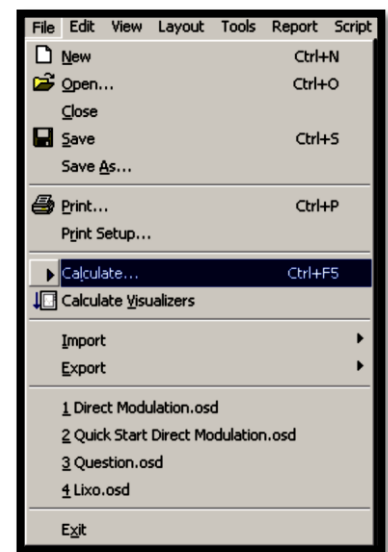 File Edit View Layout Tools Report Script
New Ctrl+N
Open... Ctrl+O
Close
Save Ctrl+S
Save As...
Print... Ctrl+P
Print Setup...
Calculate... Ctrl+F5
Calculate Visualizers
Import
Export
1 Direct Modulation.osd
2 Quick Start Direct Modulation.osd
3 Question.osd
4 Lixo.osd
Exit